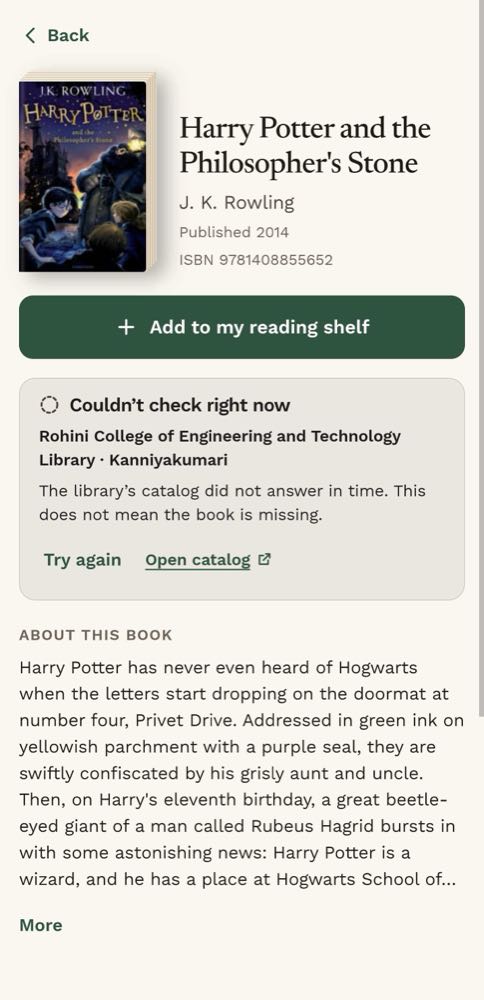 Back
J.K. ROWLING
HARRY POTTER
and the
Philosopher's Stone
Harry Potter and the
Philosopher's Stone
J. K. Rowling
Published 2014
ISBN 9781408855652
+ Add to my reading shelf
Couldn’t check right now
Rohini College of Engineering and Technology
Library · Kanniyakumari
The library’s catalog did not answer in time. This
does not mean the book is missing.
Try again Open catalog
ABOUT THIS BOOK
Harry Potter has never even heard of Hogwarts
when the letters start dropping on the doormat at
number four, Privet Drive. Addressed in green ink on
yellowish parchment with a purple seal, they are
swiftly confiscated by his grisly aunt and uncle.
Then, on Harry's eleventh birthday, a great beetle-
eyed giant of a man called Rubeus Hagrid bursts in
with some astonishing news: Harry Potter is a
wizard, and he has a place at Hogwarts School of...
More